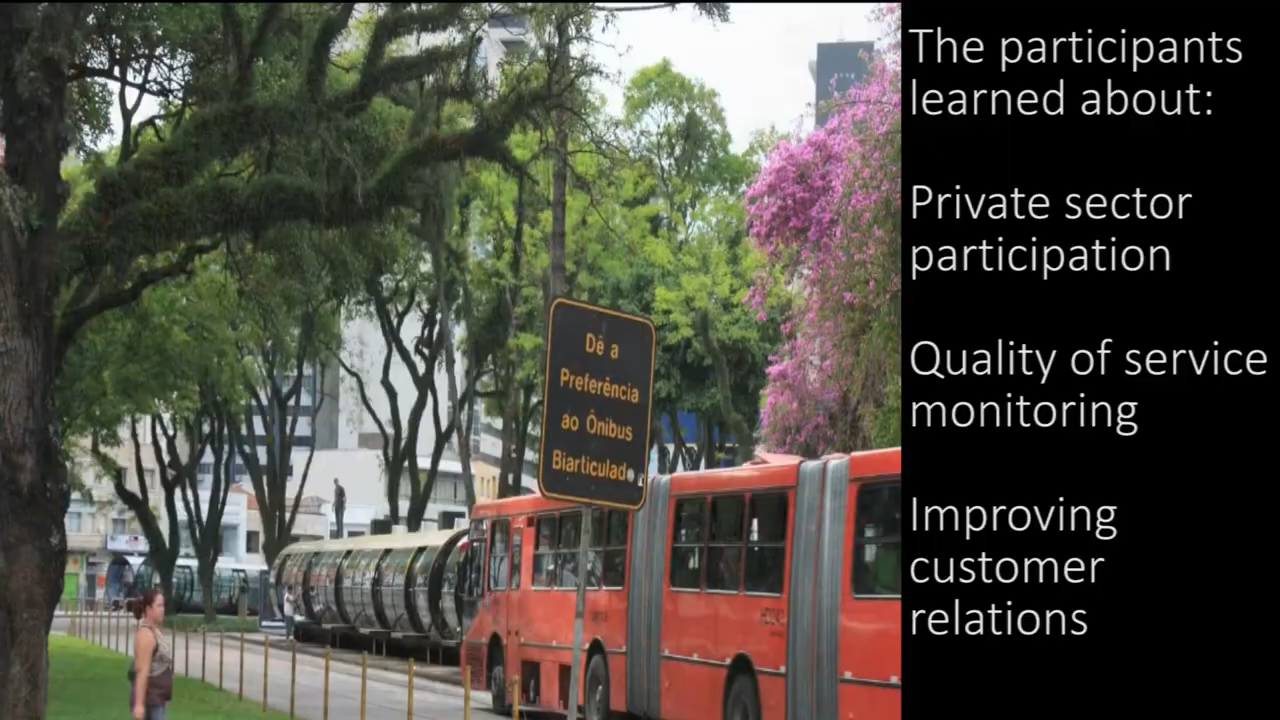 The participants
learned about:
Private sector
participation
Quality of service
monitoring
Improving
customer
relations
Dê a
Preferência
ao Ônibus
Biarticulado